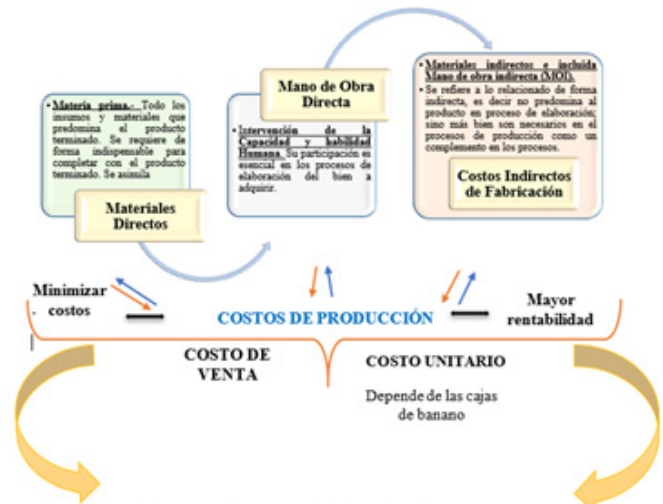 • Materia prima.- Todo los
insumos y materiales que
predomina el producto
terminado. Se requiere de
forma indispensable para
completar con el producto
terminado. Se asimila
Materiales
Directos
Mano de Obra
Directa
• Intervención de la
Capacidad y habilidad
Humana. Su participación es
esencial en los procesos de
elaboración del bien a
adquirir.
• Materiales indirectos e incluida
Mano de obra indirecta (MOI).
• Se refiere a lo relacionado de forma
indirecta, es decir no predomina al
producto en proceso de elaboración;
sino más bien son necesarios en el
procesos de producción como un
complemento en los procesos.
Costos Indirectos
de Fabricación
Minimizar
costos
COSTOS DE PRODUCCIÓN
Mayor
rentabilidad
COSTO DE
VENTA
COSTO UNITARIO
Depende de las cajas
de banano